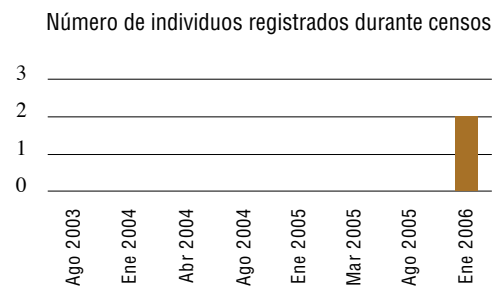 Número de individuos registrados durante censos
3
2
1
0
Ago 2003
Ene 2004
Abr 2004
Ago 2004
Ene 2005
Mar 2005
Ago 2005
Ene 2006